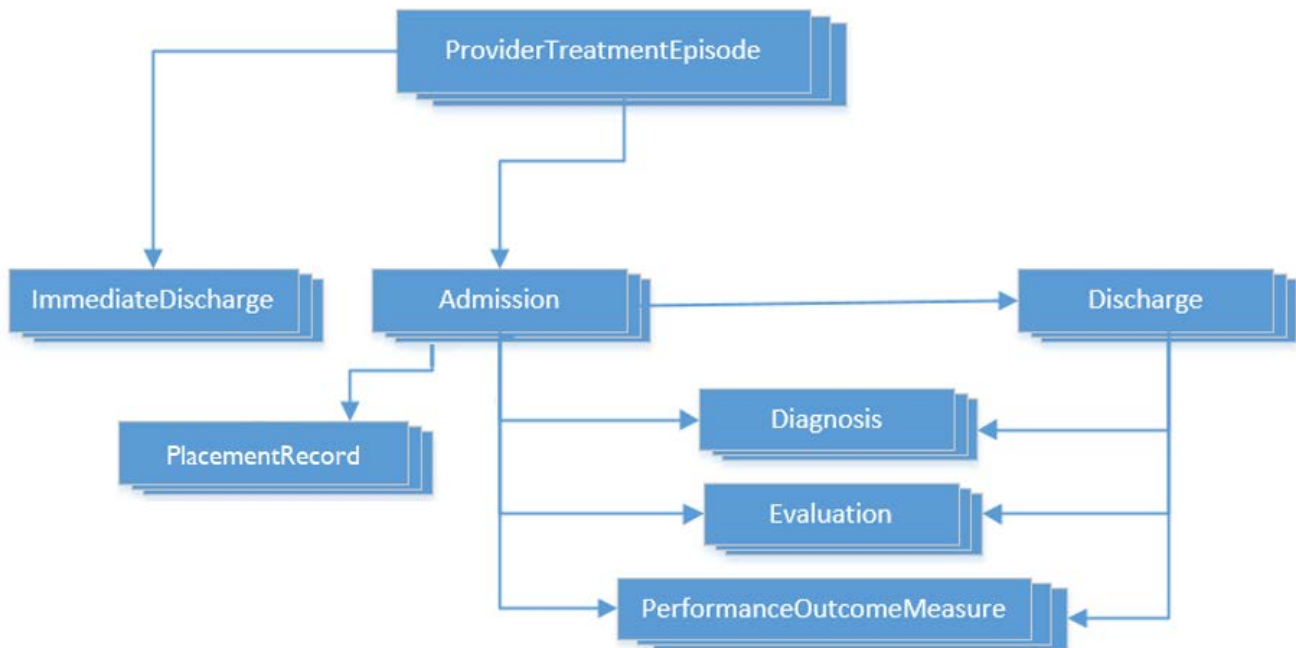 ProviderTreatmentEpisode
ImmediateDischarge
Admission
Discharge
PlacementRecord
Diagnosis
Evaluation
PerformanceOutcomeMeasure